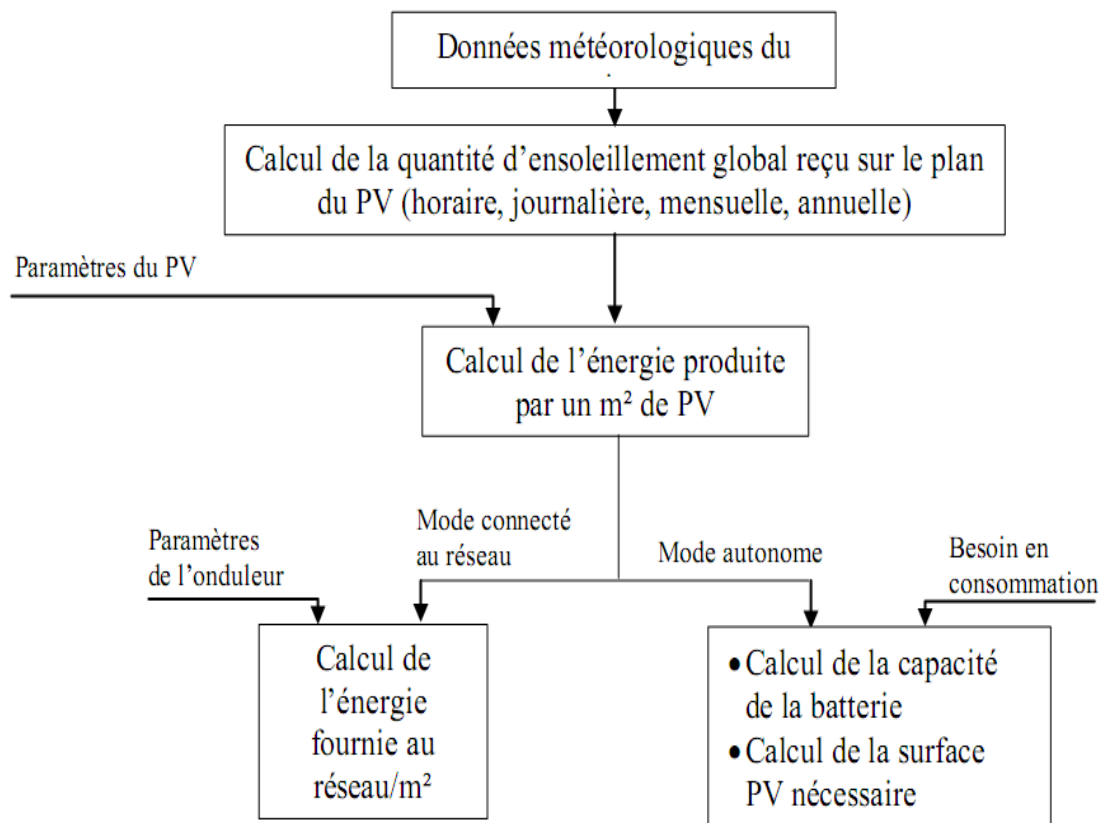 Données météorologiques du
Calcul de la quantité d’ensoleillement global reçu sur le plan
du PV (horaire, journalière, mensuelle, annuelle)
Paramètres du PV
Calcul de l’énergie produite
par un m² de PV
Mode connecté
au réseau
Mode autonome
Paramètres
de l’onduleur
Besoin en
consommation
Calcul de
l’énergie
fournie au
réseau/m²
• Calcul de la capacité
de la batterie
• Calcul de la surface
PV nécessaire